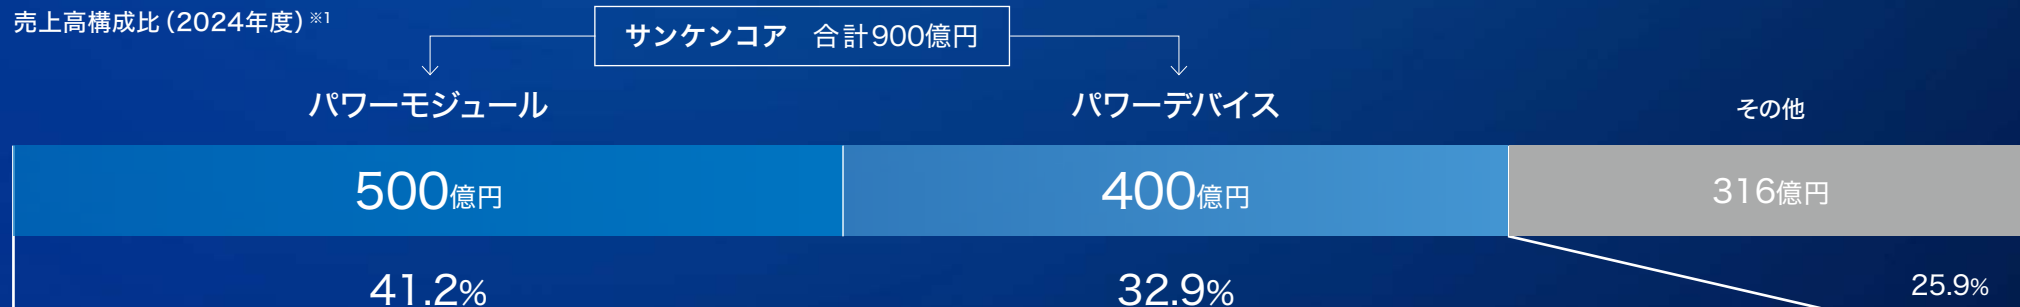 売上高構成比（2024年度）※1
サンケンコア 合計900億円
パワーモジュール
パワーデバイス
その他
500億円
400億円
316億円
41.2%
32.9%
25.9%